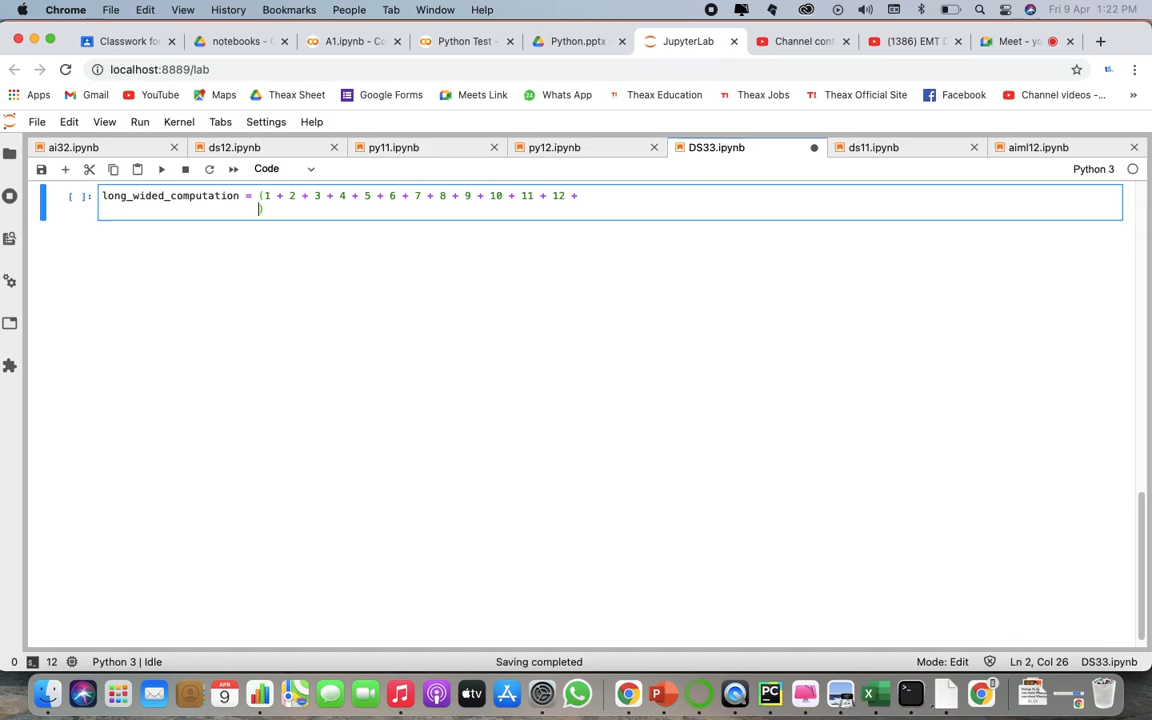 Chrome File Edit View History Bookmarks People Tab Window Help Fri 9 Apr 1:22 PM
Classwork for notebooks - G A1.ipynb - Co Python Test - Python.pptx - JupyterLab Channel cont (1386) EMT D Meet - yo
localhost:8889/lab
Apps Gmail YouTube Maps Theax Sheet Google Forms Meets Link Whats App Theax Education Theax Jobs Theax Official Site Facebook Channel videos -...
File Edit View Run Kernel Tabs Settings Help
ai32.ipynb ds12.ipynb py11.ipynb py12.ipynb DS33.ipynb ds11.ipynb aiml12.ipynb
Code Python 3
[ ]: long_wided_computation = (1 + 2 + 3 + 4 + 5 + 6 + 7 + 8 + 9 + 10 + 11 + 12 +
)
0 12 Python 3 | Idle Saving completed Mode: Edit Ln 2, Col 26 DS33.ipynb